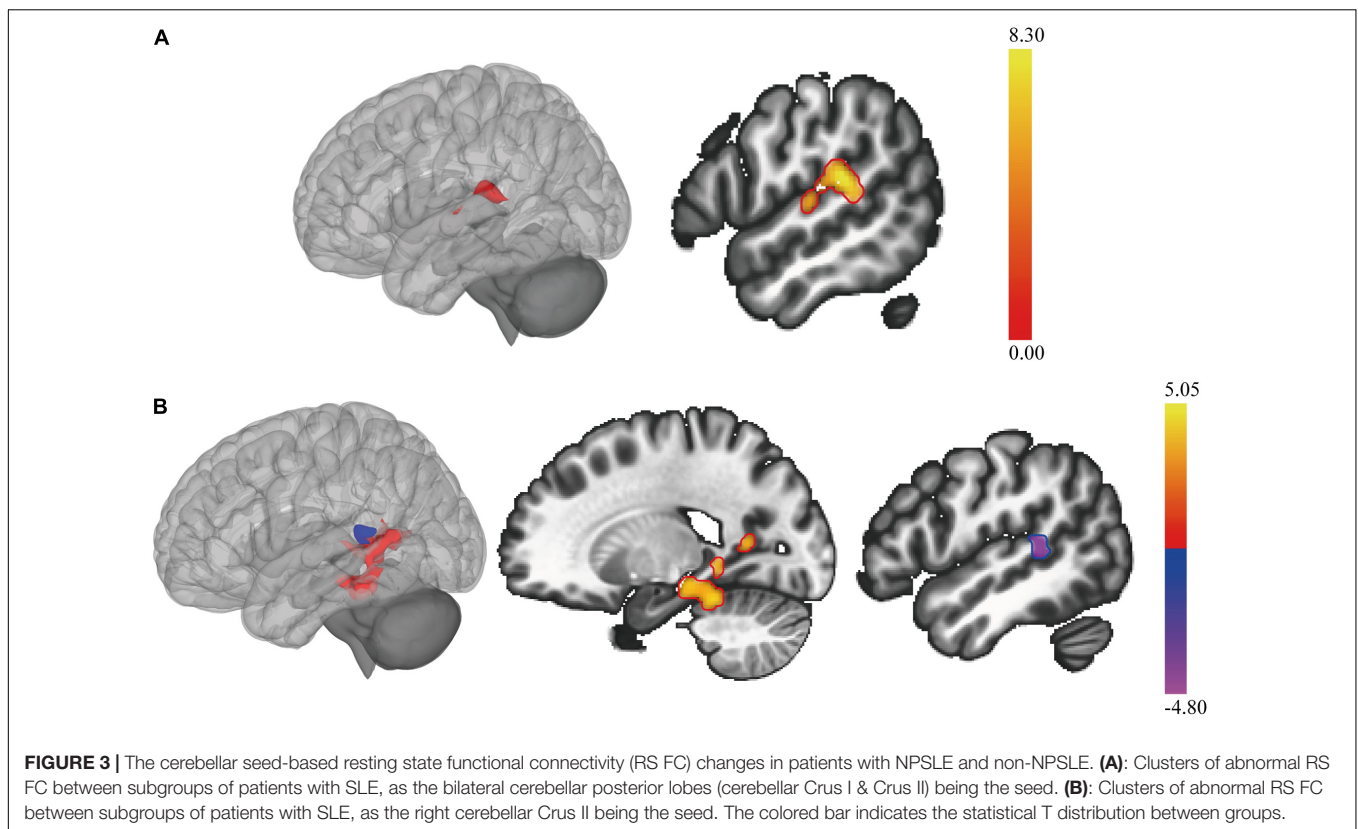 A
8.30
0.00
B
5.05
-4.80
FIGURE 3 | The cerebellar seed-based resting state functional connectivity (RS FC) changes in patients with NPSLE and non-NPSLE. (A): Clusters of abnormal RS
FC between subgroups of patients with SLE, as the bilateral cerebellar posterior lobes (cerebellar Crus I & Crus II) being the seed. (B): Clusters of abnormal RS FC
between subgroups of patients with SLE, as the right cerebellar Crus II being the seed. The colored bar indicates the statistical T distribution between groups.